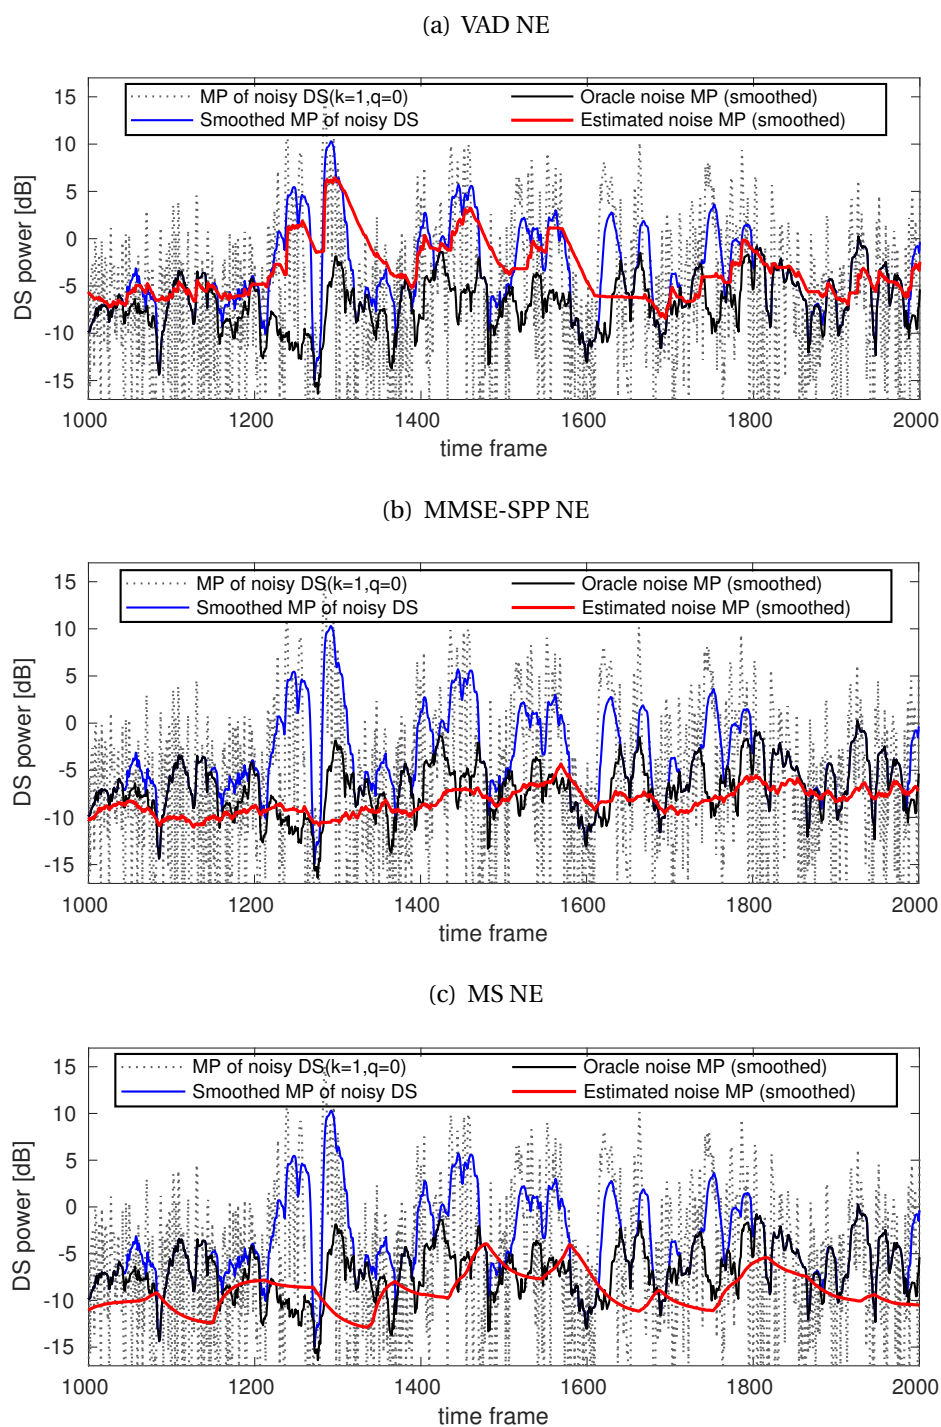 (a) VAD NE
MP of noisy DS(k=1,q=0)
Smoothed MP of noisy DS
Oracle noise MP (smoothed)
Estimated noise MP (smoothed)
DS power [dB]
15
10
5
0
-5
-10
-15
1000 1200 1400 1600 1800 2000
time frame
(b) MMSE-SPP NE
MP of noisy DS(k=1,q=0)
Smoothed MP of noisy DS
Oracle noise MP (smoothed)
Estimated noise MP (smoothed)
DS power [dB]
15
10
5
0
-5
-10
-15
1000 1200 1400 1600 1800 2000
time frame
(c) MS NE
MP of noisy DS(k=1,q=0)
Smoothed MP of noisy DS
Oracle noise MP (smoothed)
Estimated noise MP (smoothed)
DS power [dB]
15
10
5
0
-5
-10
-15
1000 1200 1400 1600 1800 2000
time frame